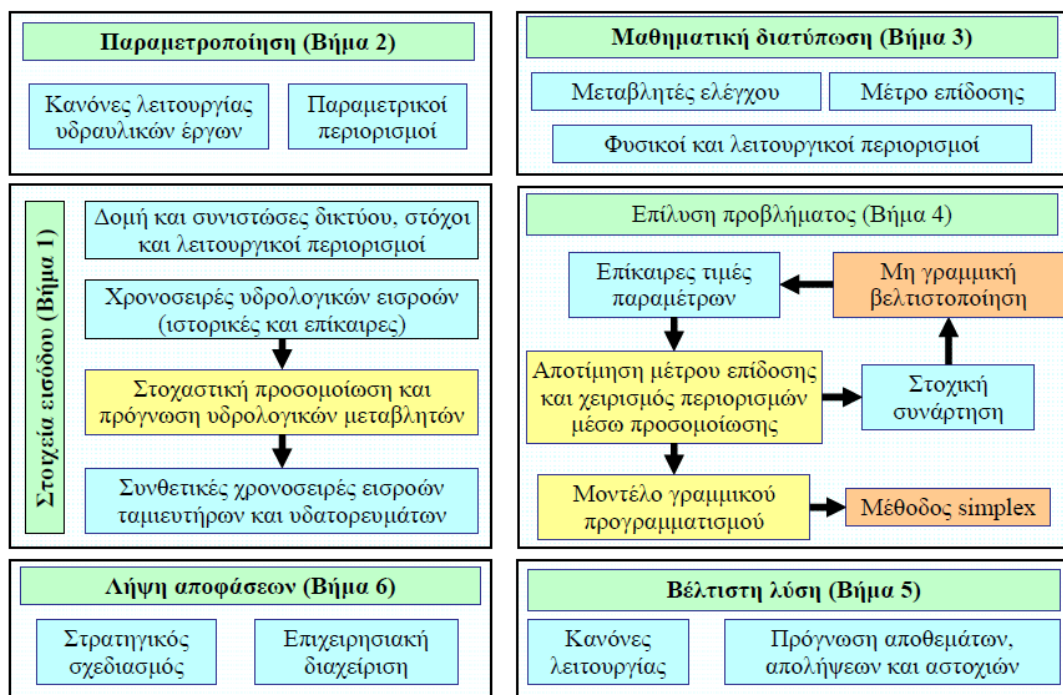 Παραμετροποίηση (Βήμα 2)
Κανόνες λειτουργίας
υδραυλικών έργων
Παραμετρικοί
περιορισμοί
Μαθηματική διατύπωση (Βήμα 3)
Μεταβλητές ελέγχου
Μέτρο επίδοσης
Φυσικοί και λειτουργικοί περιορισμοί
Στοιχεία εισόδου (Βήμα 1)
Δομή και συνιστώσες δικτύου, στόχοι
και λειτουργικοί περιορισμοί
Χρονοσειρές υδρολογικών εισροών
(ιστορικές και επίκαιρες)
Στοχαστική προσομοίωση και
πρόγνωση υδρολογικών μεταβλητών
Συνθετικές χρονοσειρές εισροών
ταμιευτήρων και υδατορευμάτων
Επίλυση προβλήματος (Βήμα 4)
Επίκαιρες τιμές
παραμέτρων
Μη γραμμική
βελτιστοποίηση
Αποτίμηση μέτρου επίδοσης
και χειρισμός περιορισμών
μέσω προσομοίωσης
Στοχική
συνάρτηση
Μοντέλο γραμμικού
προγραμματισμού
Μέθοδος simplex
Λήψη αποφάσεων (Βήμα 6)
Στρατηγικός
σχεδιασμός
Επιχειρησιακή
διαχείριση
Βέλτιστη λύση (Βήμα 5)
Κανόνες
λειτουργίας
Πρόγνωση αποθεμάτων,
απολήψεων και αστοχιών